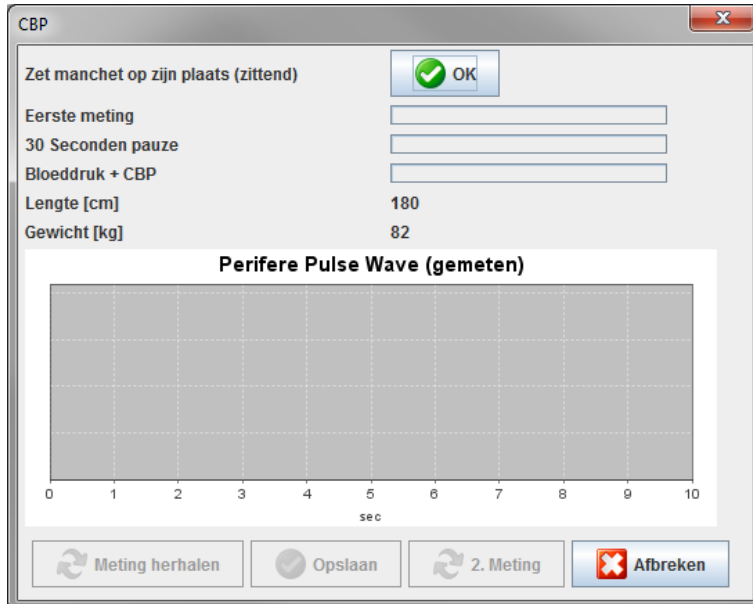 CBP
Zet manchet op zijn plaats (zittend) OK
Eerste meting
30 Seconden pauze
Bloeddruk + CBP
Lengte [cm] 180
Gewicht [kg] 82
Perifere Pulse Wave (gemeten)
0 1 2 3 4 5 6 7 8 9 10
sec
Meting herhalen Opslaan 2. Meting Afbreken